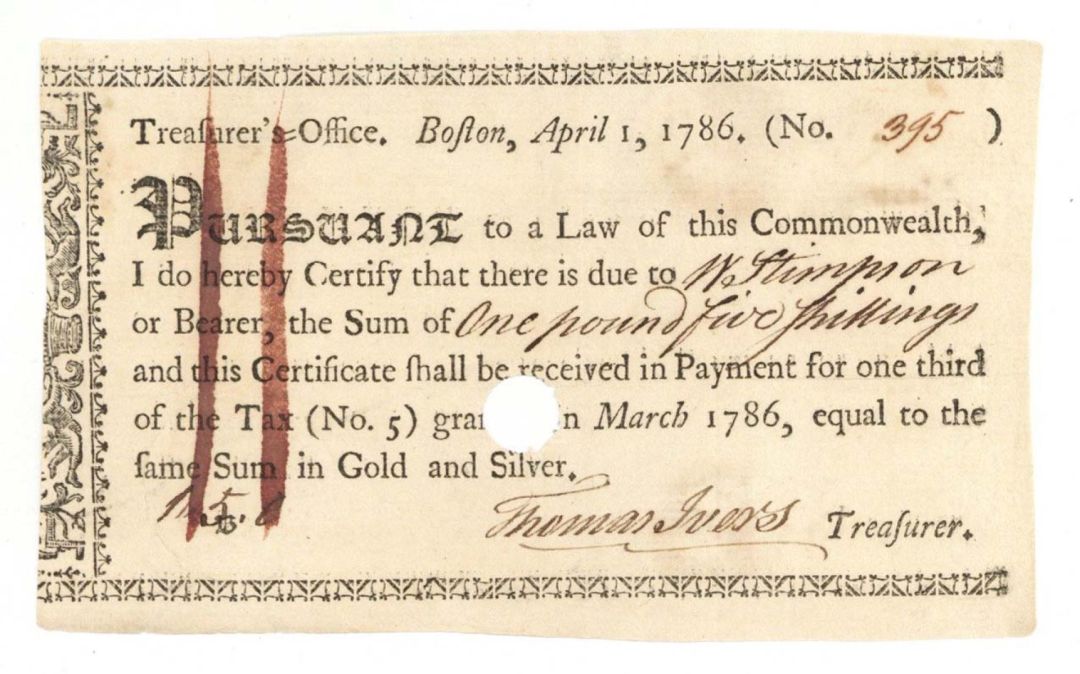 Treaſurer's-Office. Boſton, April 1, 1786. (No. 395 )
PURSUANT to a Law of this Commonwealth,
I do hereby Certify that there is due to W Stimpson
or Bearer, the Sum of One pound five ſhillings
and this Certificate ſhall be received in Payment for one third
of the Tax (No. 5) gra in March 1786, equal to the
ſame Sum in Gold and Silver.
Thomas Ivers Treaſurer.